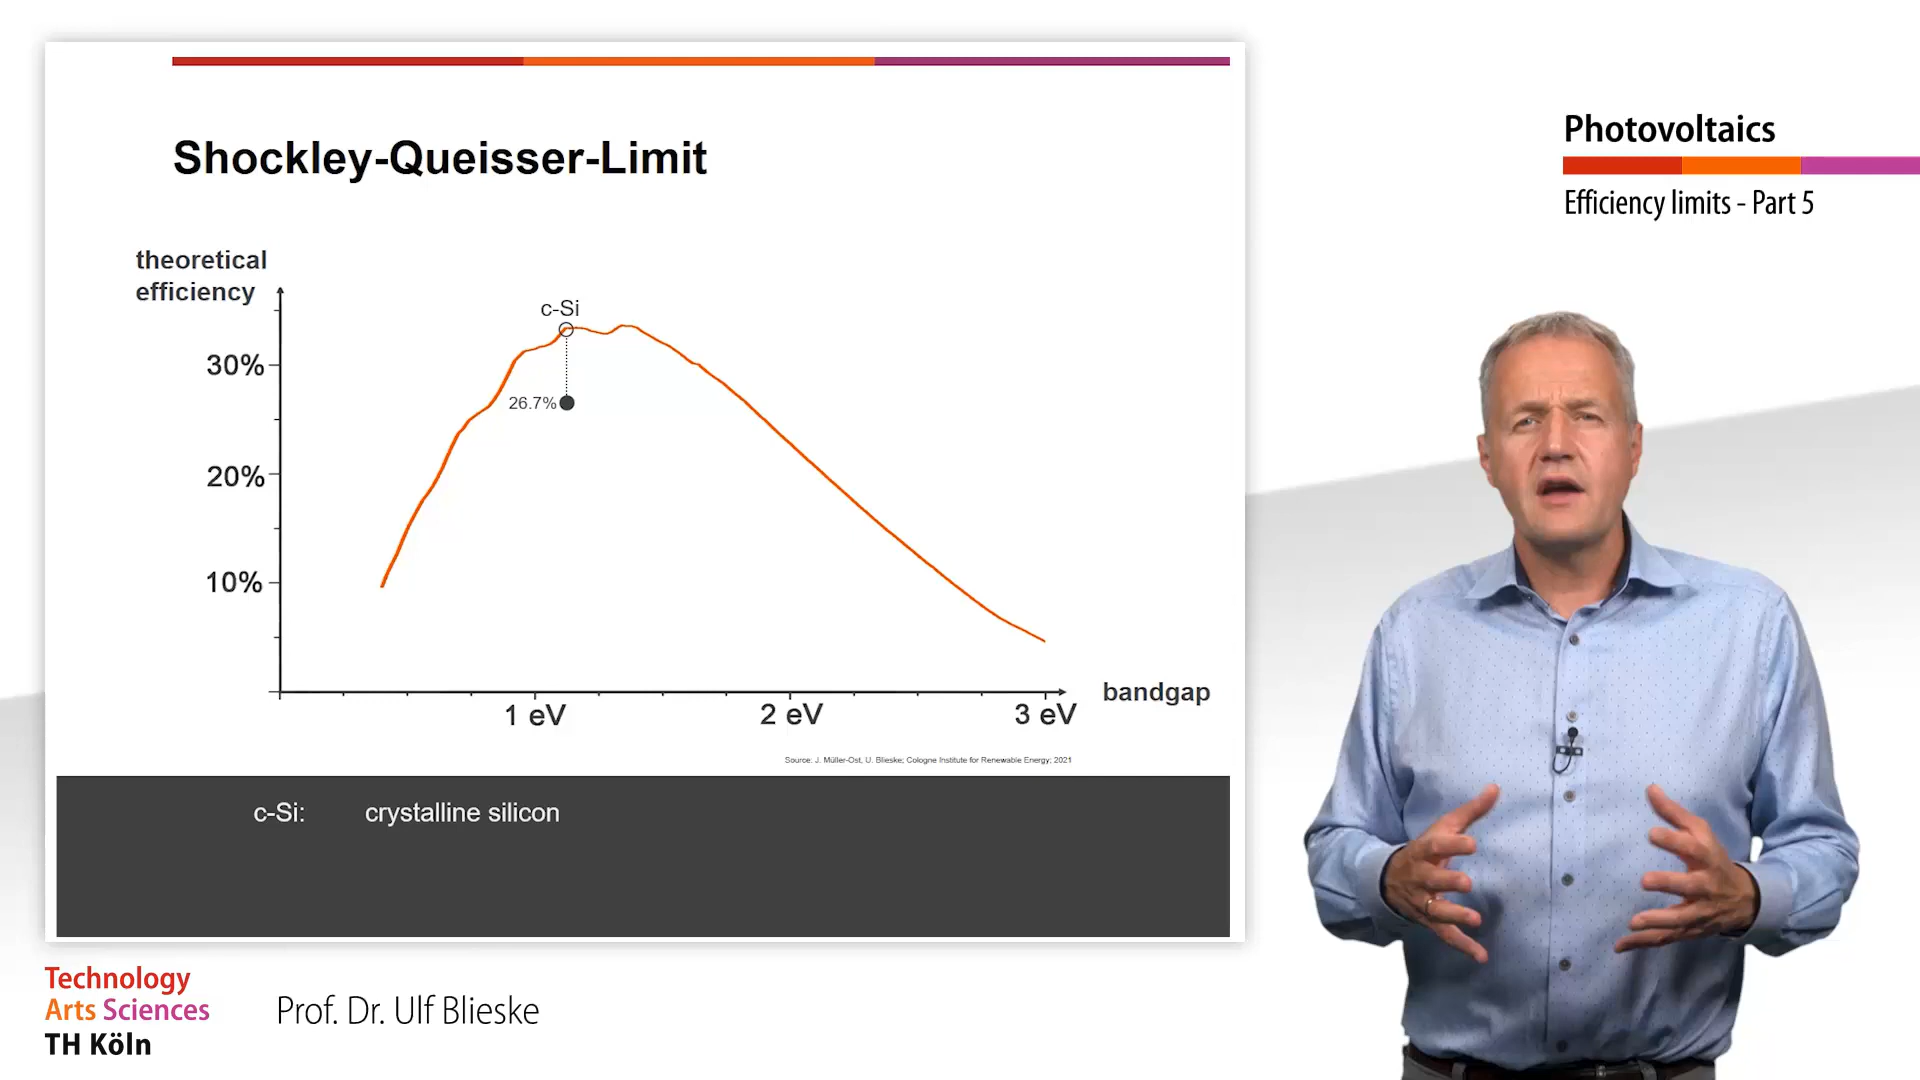 Shockley-Queisser-Limit
theoretical
efficiency
c-Si
30%
26.7%
20%
10%
1 eV
2 eV
3 eV
bandgap
Source: J. Müller-Ost, U. Blieske; Cologne Institute for Renewable Energy; 2021
c-Si: crystalline silicon
Photovoltaics
Efficiency limits - Part 5
Technology
Arts Sciences
TH Köln
Prof. Dr. Ulf Blieske